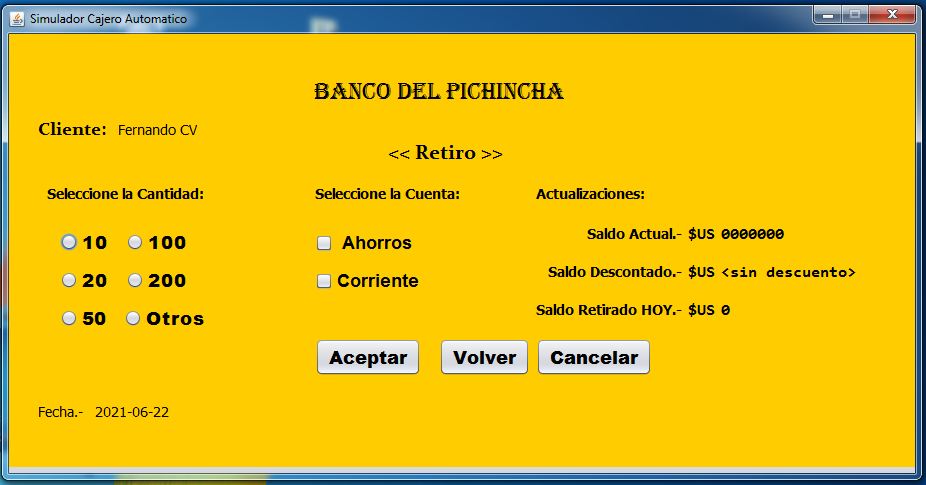 Simulador Cajero Automatico
BANCO DEL PICHINCHA
Cliente: Fernando CV
<< Retiro >>
Seleccione la Cantidad: Seleccione la Cuenta: Actualizaciones:
Saldo Actual.- $US 0000000
10 100 Ahorros
Saldo Descontado.- $US <sin descuento>
20 200 Corriente
Saldo Retirado HOY.- $US 0
50 Otros
Aceptar Volver Cancelar
Fecha.- 2021-06-22